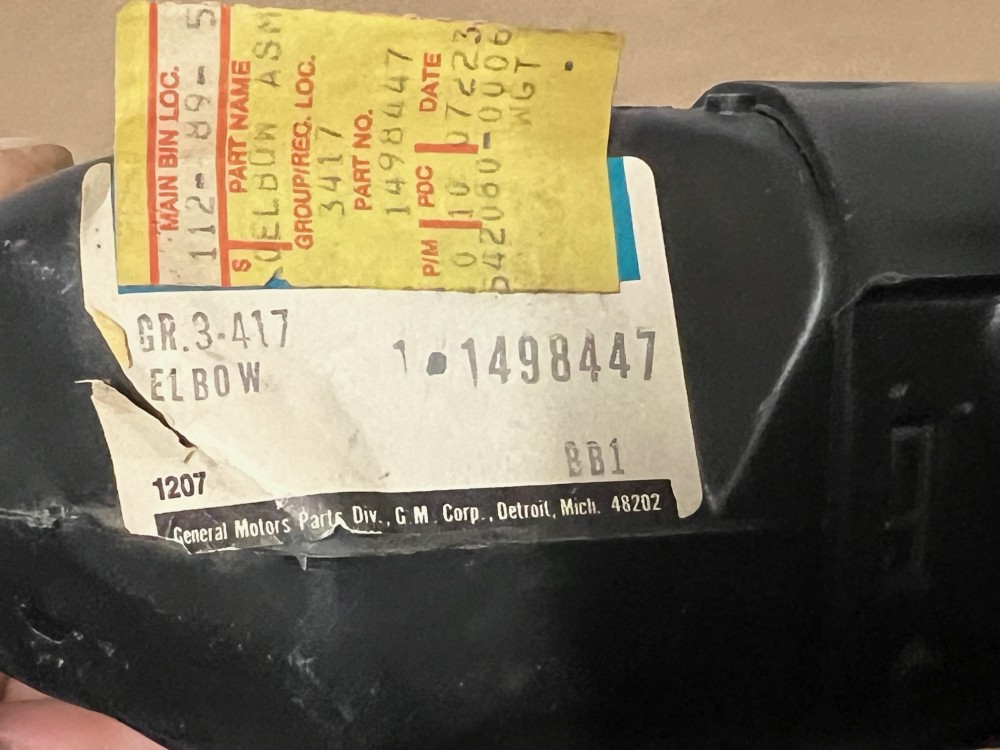 MAIN BIN LOC.
112- 89- 5
S PART NAME
ELBOW ASM
GROUP/REC. LOC.
3417
PART NO.
1498447
P/M PDC DATE
0 10 07223
542060-0006
WGT
GR.3-417
ELBOW
1 • 1498447
BB1
1207
General Motors Parts Div., G.M. Corp., Detroit, Mich. 48202